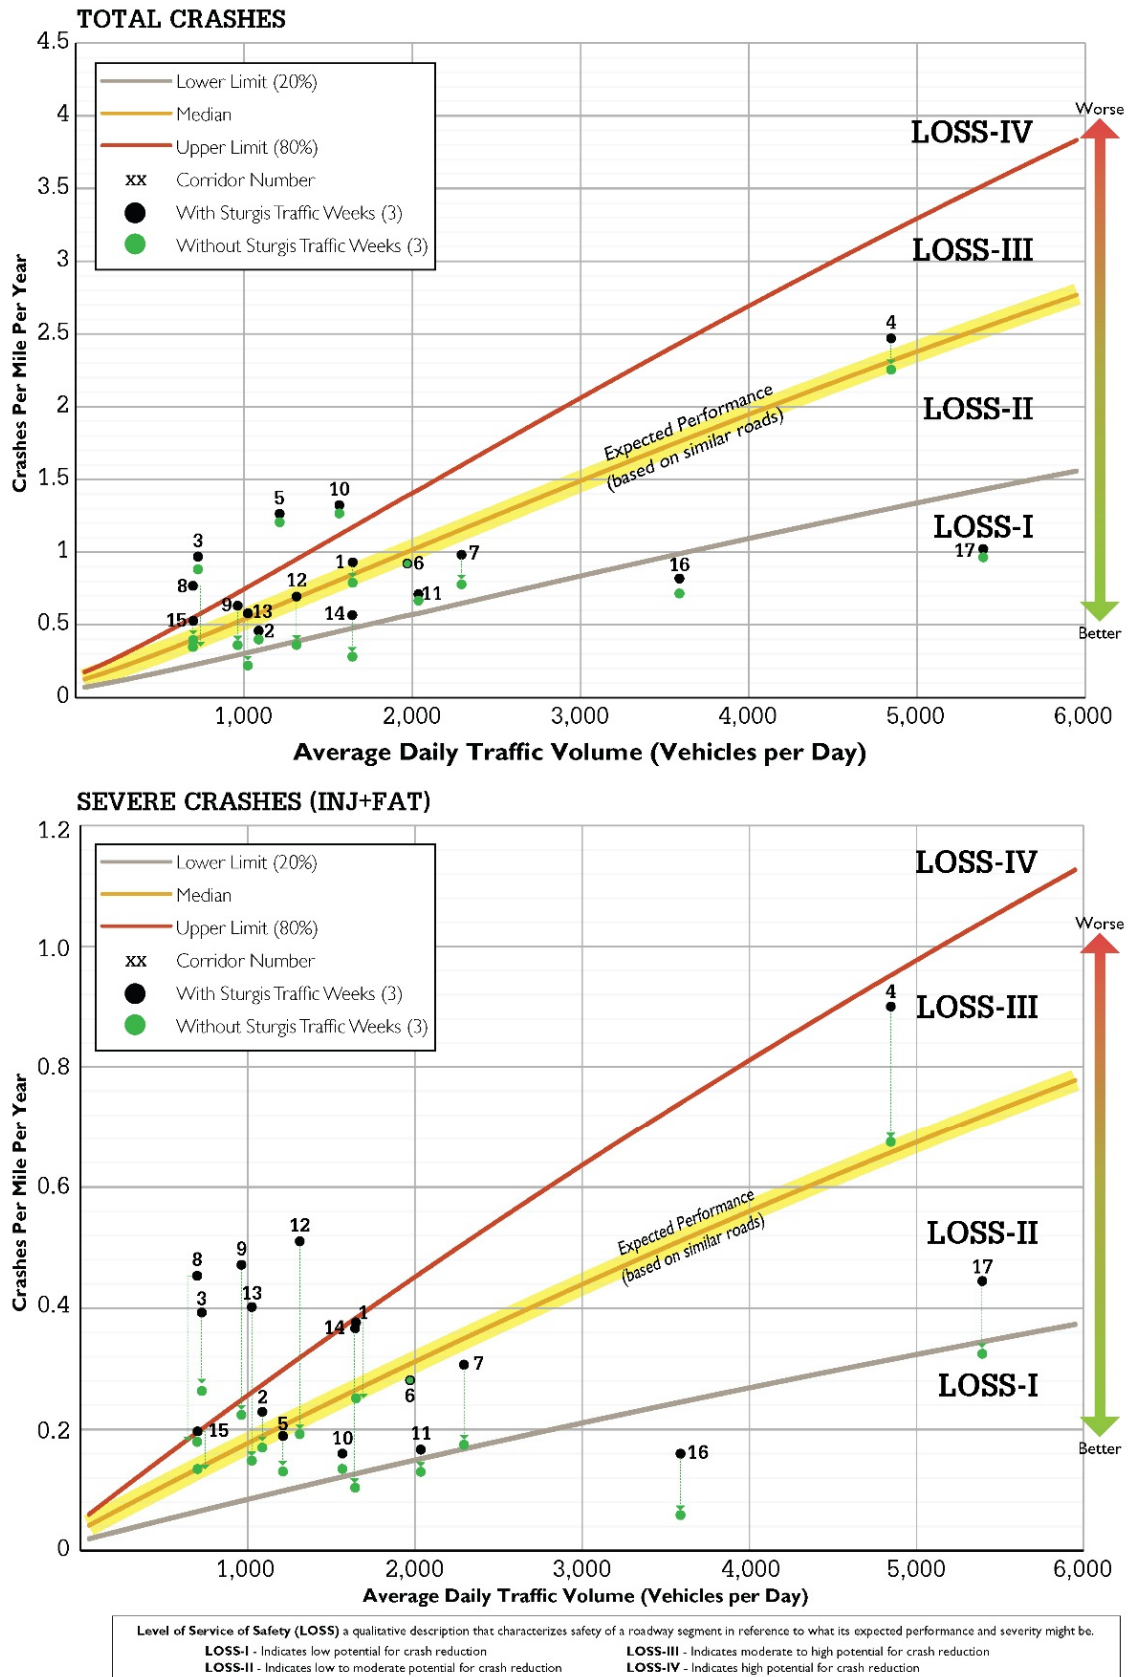 TOTAL CRASHES
4.5
4
3.5
3
2.5
2
1.5
1
0.5
0
Crashes Per Mile Per Year
Lower Limit (20%)
Median
Upper Limit (80%)
xx Corridor Number
With Sturgis Traffic Weeks (3)
Without Sturgis Traffic Weeks (3)
Worse
LOSS-IV
LOSS-III
4
LOSS-II
Expected Performance
(based on similar roads)
LOSS-I
5
10
3
1
6
7
17
8
12
16
11
9
13
14
15
2
Better
1,000
2,000
3,000
4,000
5,000
6,000
Average Daily Traffic Volume (Vehicles per Day)
SEVERE CRASHES (INJ+FAT)
1.2
1.0
0.8
0.6
0.4
0.2
0
Crashes Per Mile Per Year
Lower Limit (20%)
Median
Upper Limit (80%)
xx Corridor Number
With Sturgis Traffic Weeks (3)
Without Sturgis Traffic Weeks (3)
LOSS-IV
Worse
4
LOSS-III
Expected Performance
(based on similar roads)
LOSS-II
12
9
8
17
13
3
1
14
7
LOSS-I
6
2
5
15
11
10
16
Better
1,000
2,000
3,000
4,000
5,000
6,000
Average Daily Traffic Volume (Vehicles per Day)
Level of Service of Safety (LOSS) a qualitative description that characterizes safety of a roadway segment in reference to what its expected performance and severity might be.
LOSS-I - Indicates low potential for crash reduction
LOSS-III - Indicates moderate to high potential for crash reduction
LOSS-II - Indicates low to moderate potential for crash reduction
LOSS-IV - Indicates high potential for crash reduction